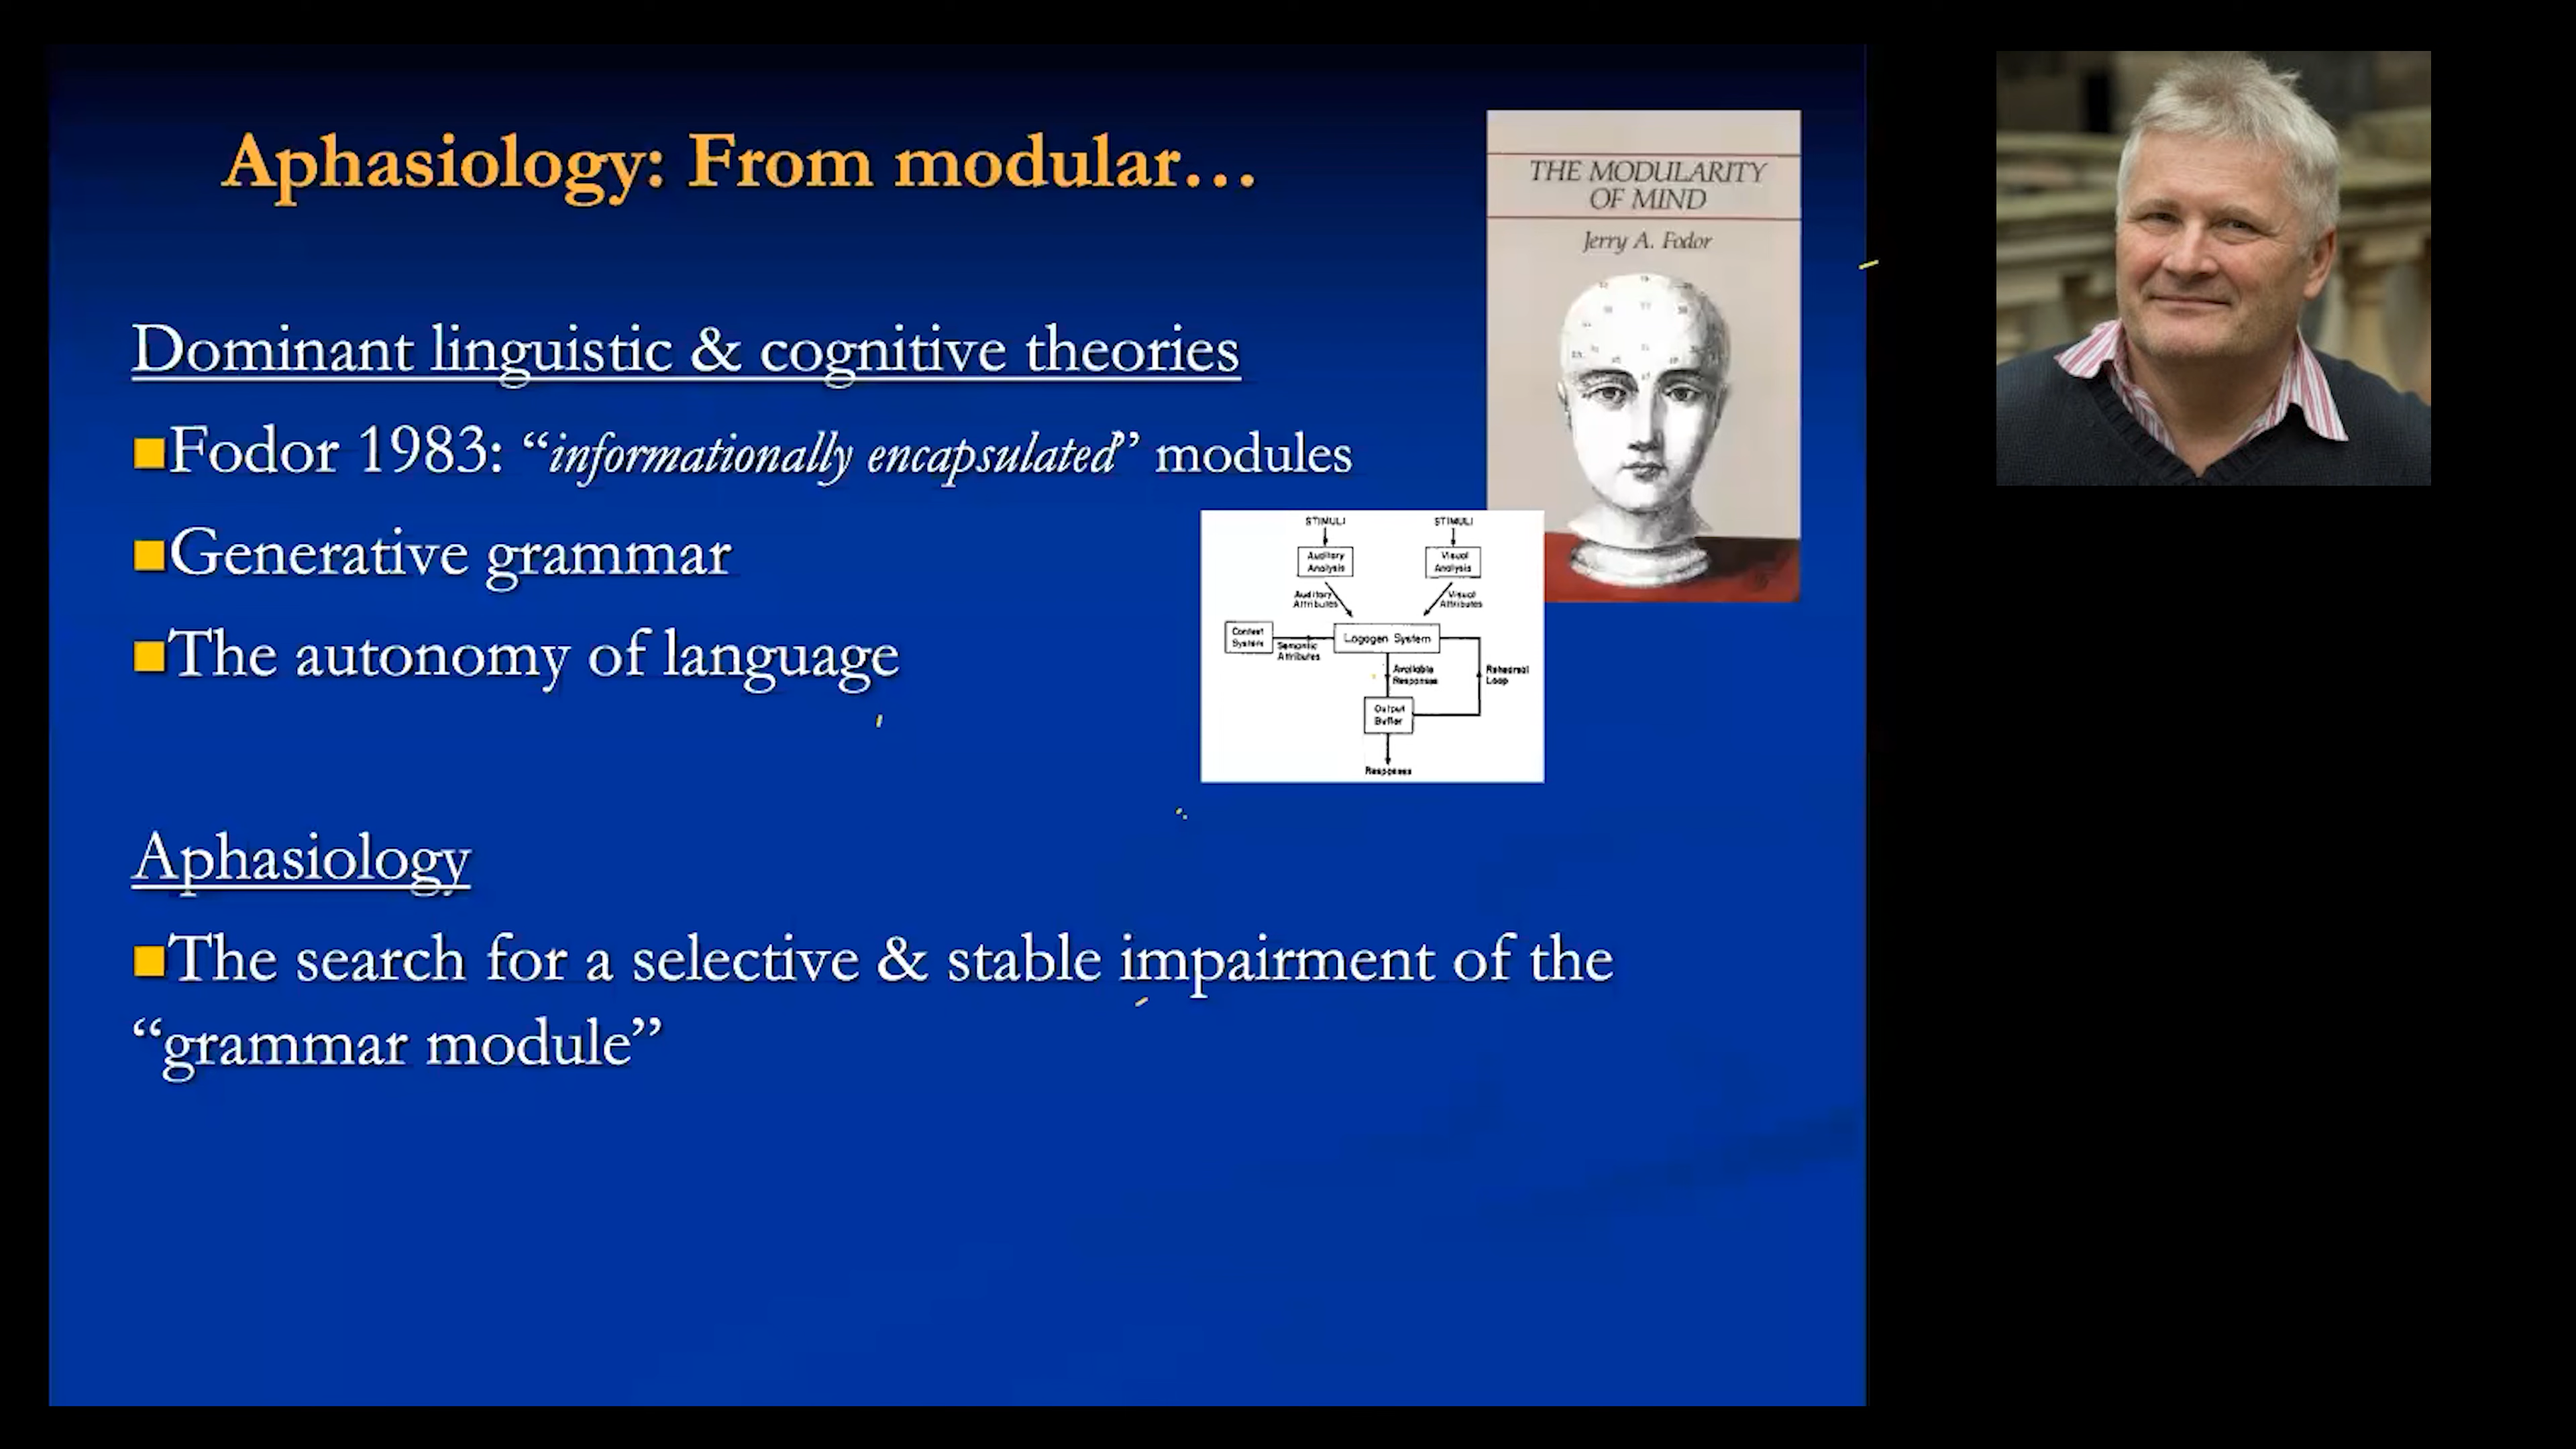 Aphasiology: From modular...
THE MODULARITY
OF MIND
Jerry A. Fodor
Dominant linguistic & cognitive theories
Fodor 1983: “informationally encapsulated” modules
Generative grammar
The autonomy of language
STIMULI
STIMULI
Auditory
Analysis
Visual
Analysis
Auditory
Attributes
Visual
Attributes
Context
System
Semantic
Attributes
Logogen System
Available
Responses
Rehearsal
Loop
Output
Buffer
Responses
Aphasiology
The search for a selective & stable impairment of the
“grammar module”